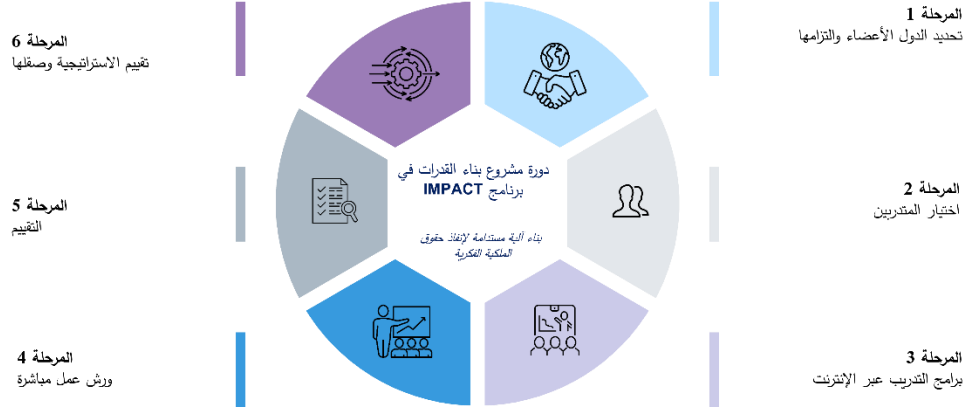 المرحلة 1
تحديد الدول الأعضاء والتزامها
المرحلة 2
اختيار المتدربين
المرحلة 3
برامج التدريب عبر الإنترنت
المرحلة 4
ورش عمل مباشرة
المرحلة 5
التقييم
المرحلة 6
تقييم الاستراتيجية وصقلها
دورة مشروع بناء القدرات في
برنامج IMPACT
بناء آلية مستدامة لإنفاذ حقوق
الملكية الفكرية